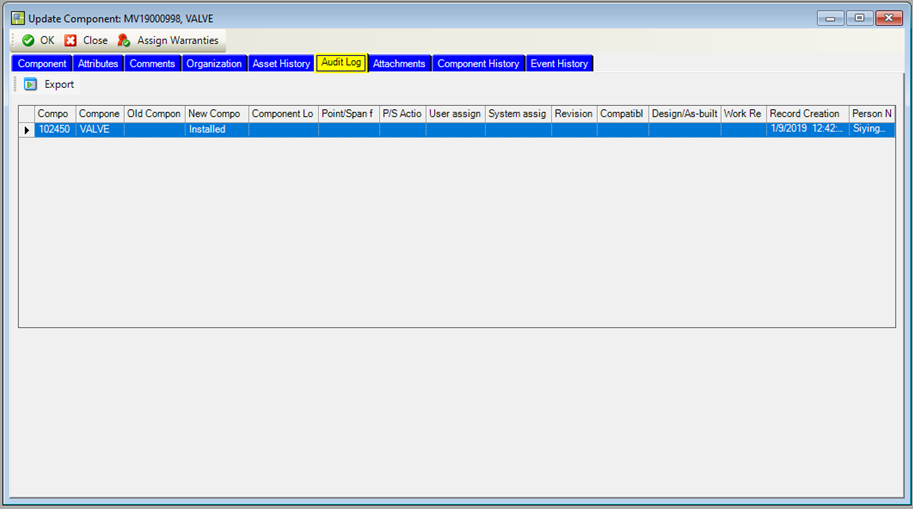 Update Component: MV19000998, VALVE
OK Close Assign Warranties
Component Attributes Comments Organization Asset History Audit Log Attachments Component History Event History
Export
Compo Compone Old Compon New Compo Component Lo Point/Span f P/S Actio User assign System assig Revision Compatibl Design/As-built Work Re Record Creation Person N
102450 VALVE Installed 1/9/2019 12:42:... Siying...